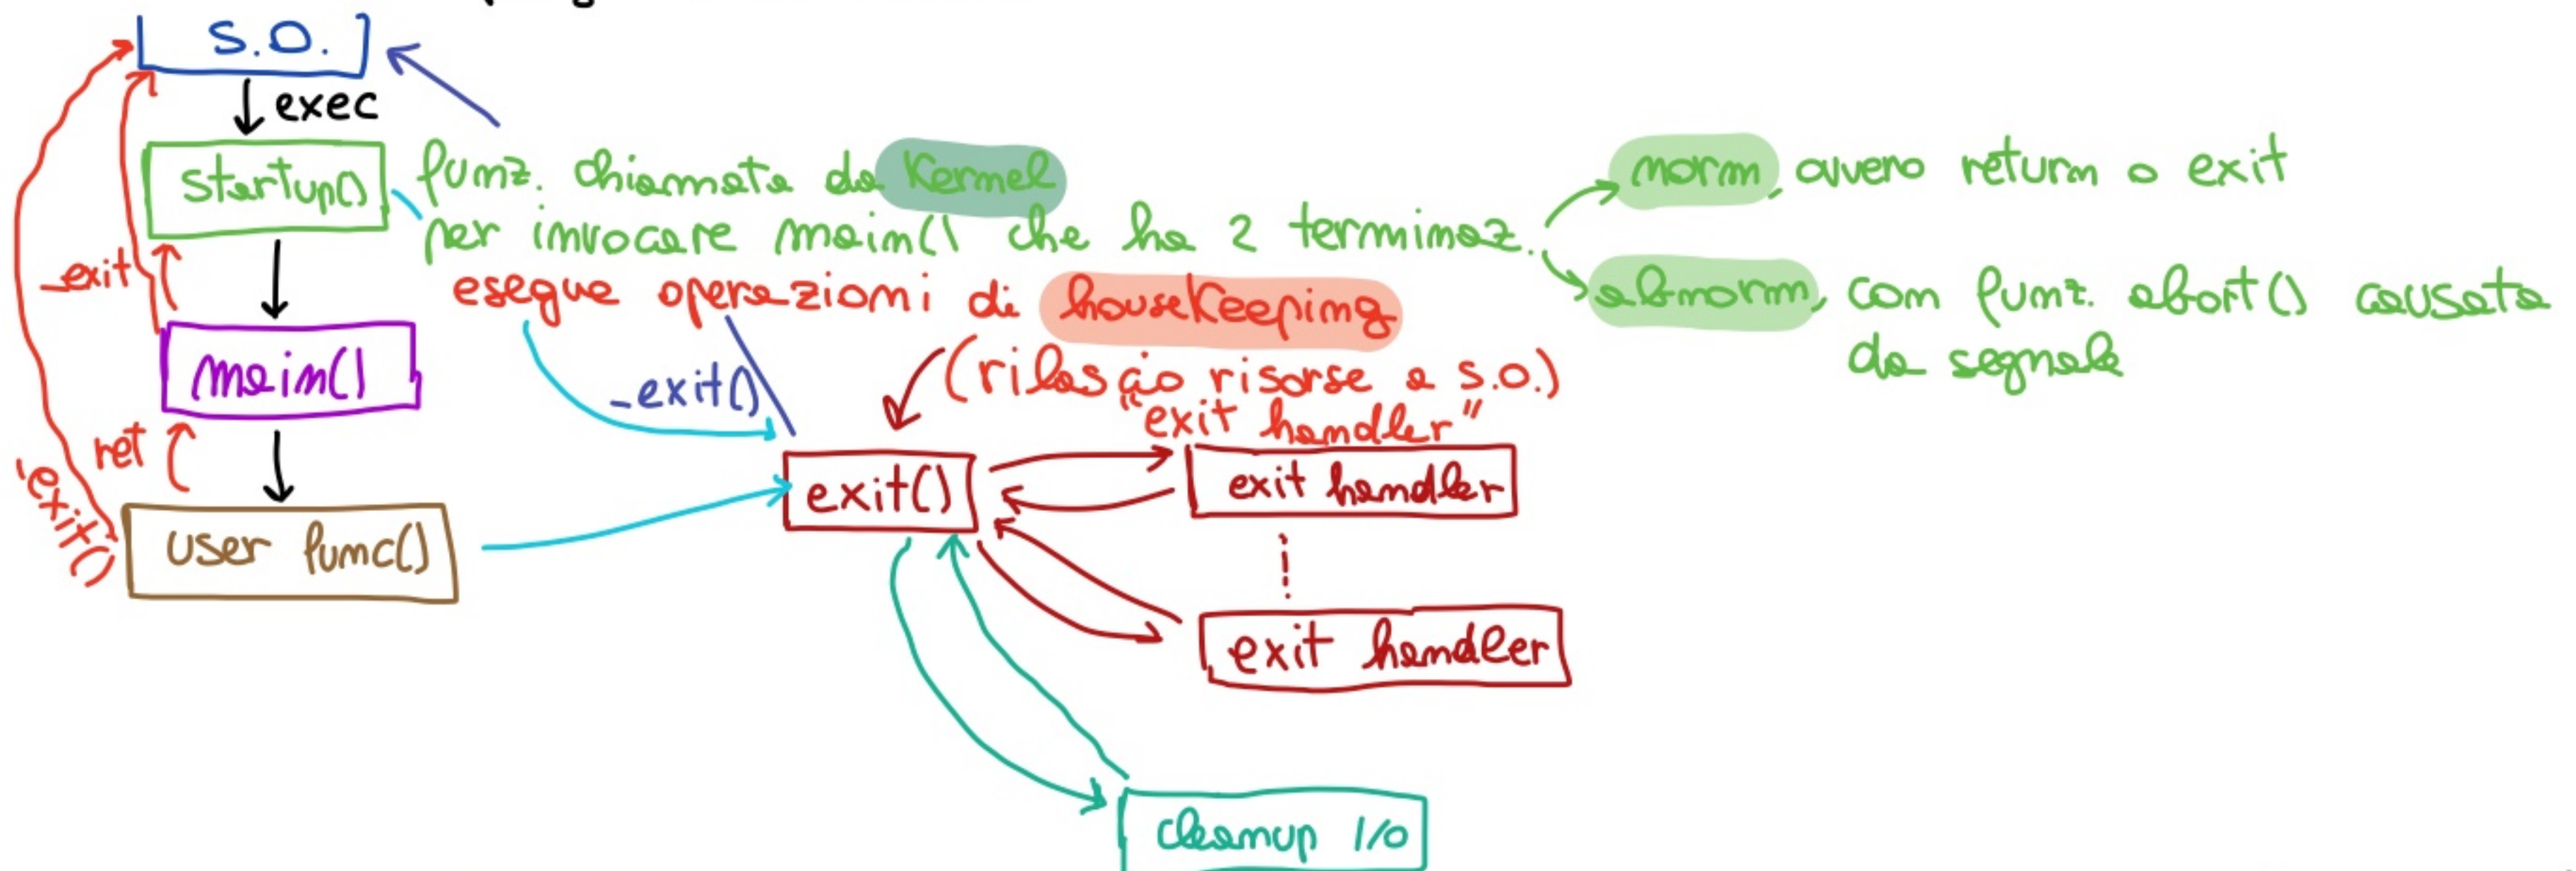 S.O.
exec
startup()
funz. chiamata da Kernel
per invocare main() che ha 2 terminaz.
norm, ovvero return o exit
abnorm, con funz. abort() causata
da segnale
esegue operazioni di housekeeping
(rilascio risorse a S.O.)
"exit handler"
_exit
main()
_exit()
ret
_exit()
user func()
exit()
exit handler
exit handler
cleanup I/O